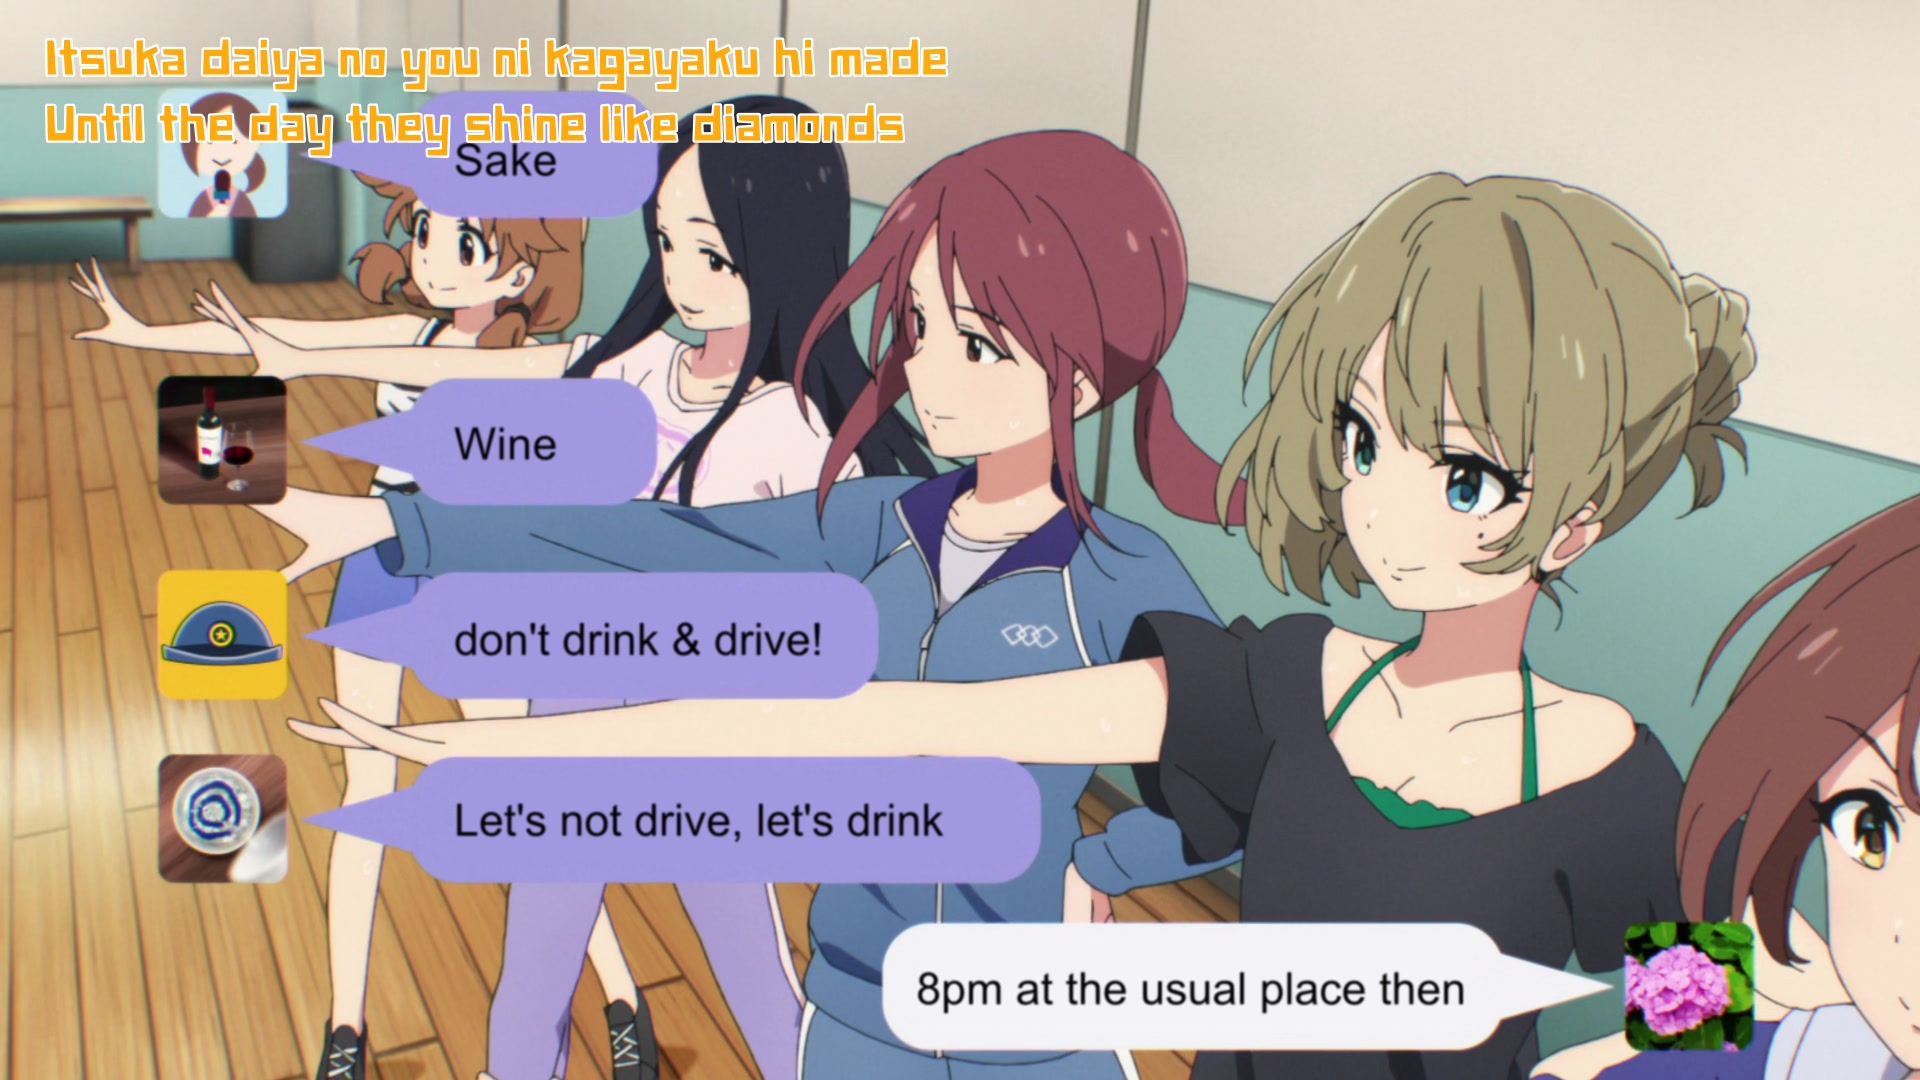 Itsuka daiya no you ni kagayaku hi made
Until the day they shine like diamonds
Sake
Wine
don't drink & drive!
Let's not drive, let's drink
8pm at the usual place then